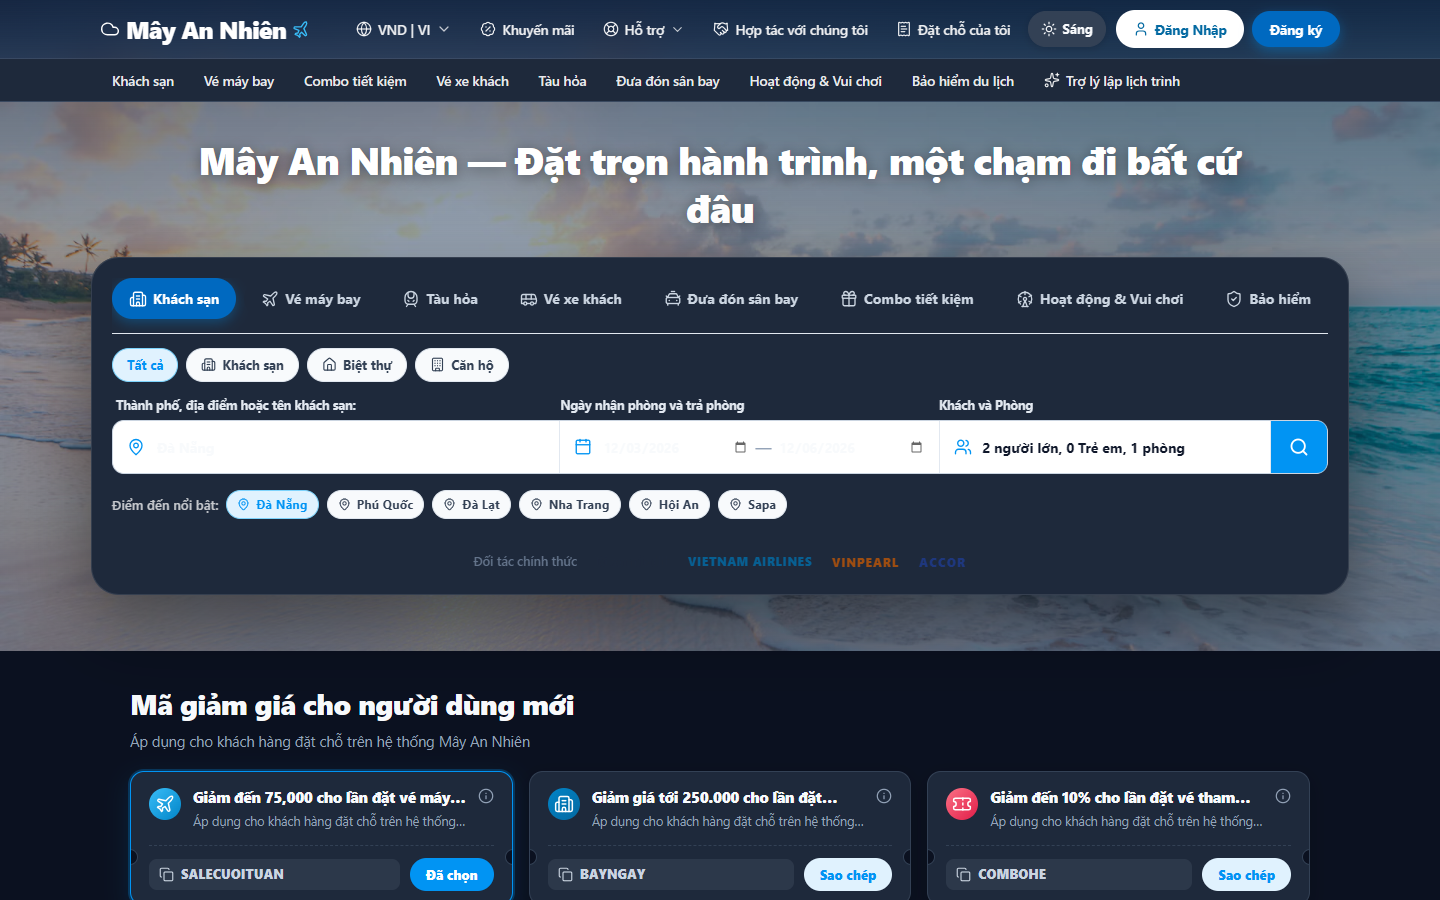 Mây An Nhiên
VND | VI
Khuyến mãi
Hỗ trợ
Hợp tác với chúng tôi
Đặt chỗ của tôi
Sáng
Đăng Nhập
Đăng ký
Khách sạn
Vé máy bay
Combo tiết kiệm
Vé xe khách
Tàu hỏa
Đưa đón sân bay
Hoạt động & Vui chơi
Bảo hiểm du lịch
Trợ lý lập lịch trình
Mây An Nhiên — Đặt trọn hành trình, một chạm đi bất cứ
đâu
Khách sạn
Vé máy bay
Tàu hỏa
Vé xe khách
Đưa đón sân bay
Combo tiết kiệm
Hoạt động & Vui chơi
Bảo hiểm
Tất cả
Khách sạn
Biệt thự
Căn hộ
Thành phố, địa điểm hoặc tên khách sạn:
Ngày nhận phòng và trả phòng
Khách và Phòng
Đà Nẵng
12/03/2026
—
12/06/2026
2 người lớn, 0 Trẻ em, 1 phòng
Điểm đến nổi bật:
Đà Nẵng
Phú Quốc
Đà Lạt
Nha Trang
Hội An
Sapa
Đối tác chính thức
VIETNAM AIRLINES
VINPEARL
ACCOR
Mã giảm giá cho người dùng mới
Áp dụng cho khách hàng đặt chỗ trên hệ thống Mây An Nhiên
Giảm đến 75,000 cho lần đặt vé máy...
Áp dụng cho khách hàng đặt chỗ trên hệ thống...
SALECUOITUAN
Đã chọn
Giảm giá tới 250.000 cho lần đặt...
Áp dụng cho khách hàng đặt chỗ trên hệ thống...
BAYNGAY
Sao chép
Giảm đến 10% cho lần đặt vé tham...
Áp dụng cho khách hàng đặt chỗ trên hệ thống...
COMBOHE
Sao chép